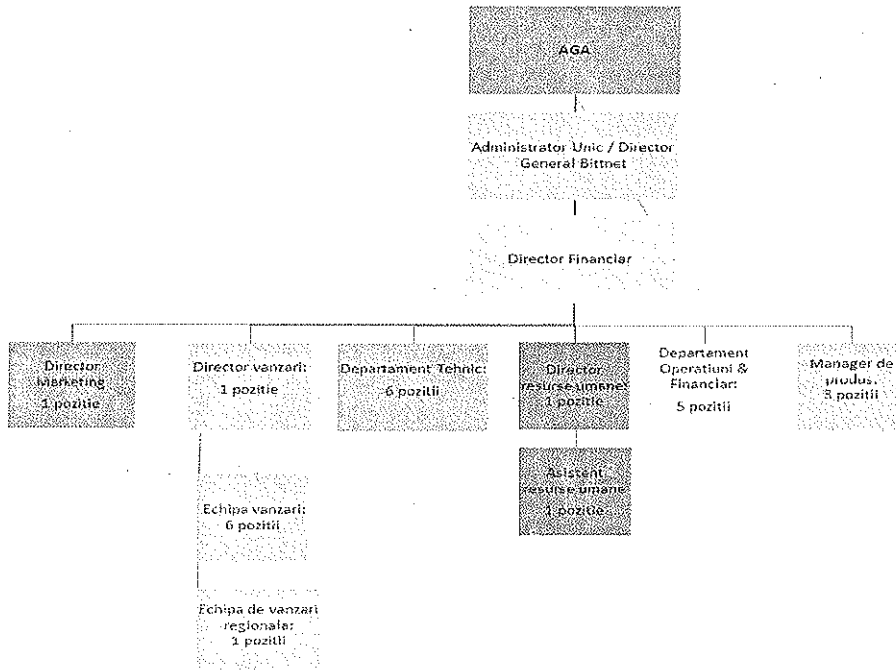 AGA
Administrator Unic / Director
General Bittnet
Director Financiar
Director
Marketing
1 pozitie
Director vanzari:
1 pozitie
Departament Tehnic:
6 pozitii
Director
resurse umane:
1 pozitie
Departament
Operatiuni &
Financiar:
5 pozitii
Manager de
produs:
3 pozitii
Echipa vanzari:
6 pozitii
Asistent
resurse umane
1 pozitie
Echipa de vanzari
regionala:
1 pozitii